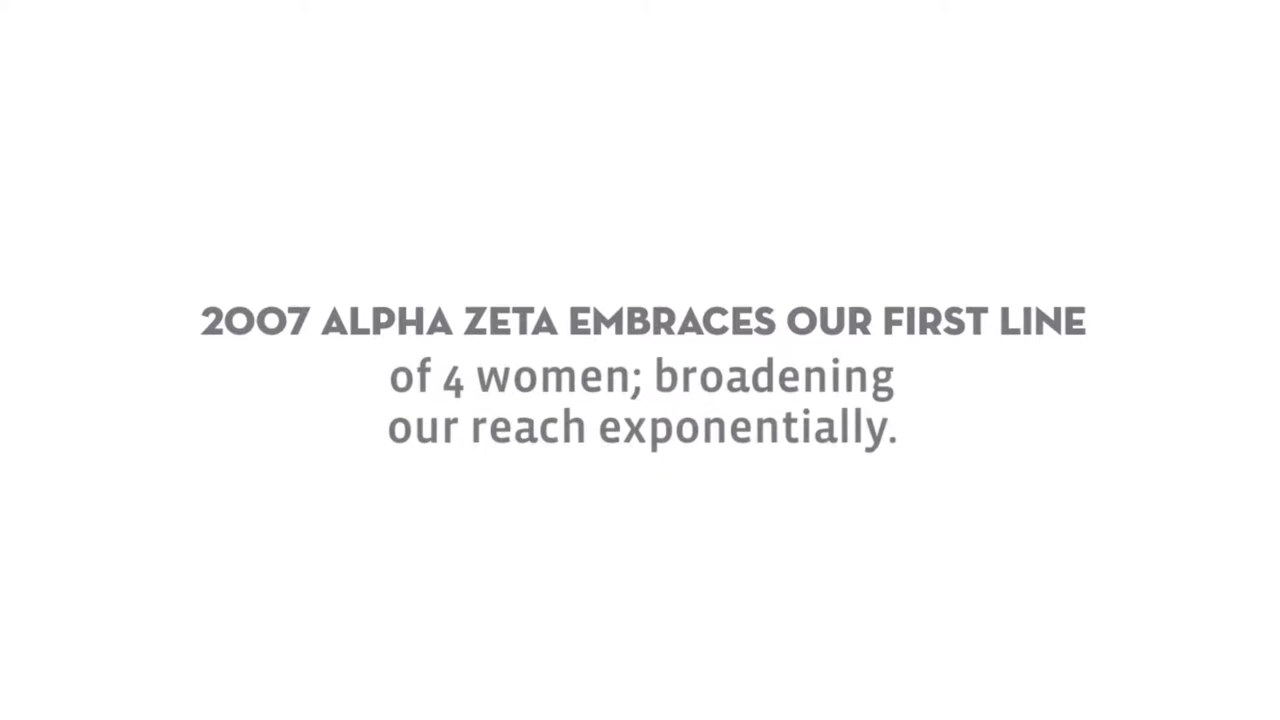 2007 ALPHA ZETA EMBRACES OUR FIRST LINE
of 4 women; broadening
our reach exponentially.